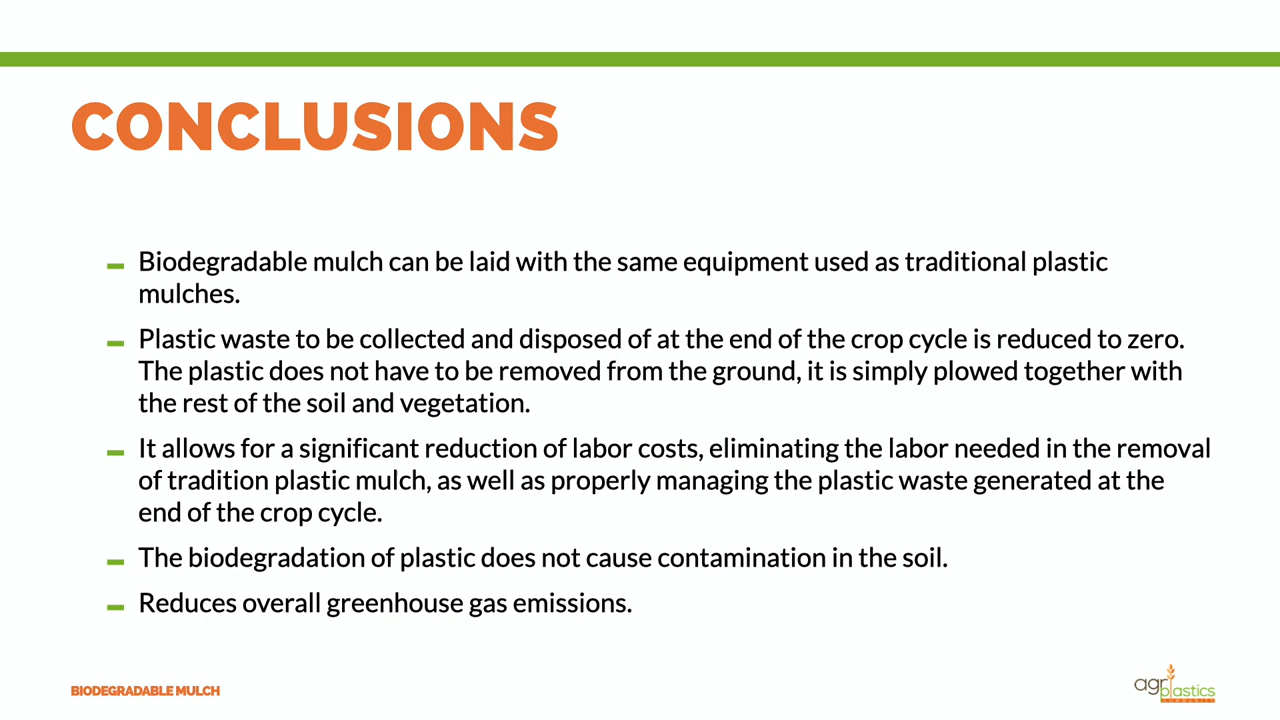 CONCLUSIONS
Biodegradable mulch can be laid with the same equipment used as traditional plastic
mulches.
Plastic waste to be collected and disposed of at the end of the crop cycle is reduced to zero.
The plastic does not have to be removed from the ground, it is simply plowed together with
the rest of the soil and vegetation.
It allows for a significant reduction of labor costs, eliminating the labor needed in the removal
of tradition plastic mulch, as well as properly managing the plastic waste generated at the
end of the crop cycle.
The biodegradation of plastic does not cause contamination in the soil.
Reduces overall greenhouse gas emissions.
BIODEGRADABLE MULCH
agriplastics
COMMUNITY